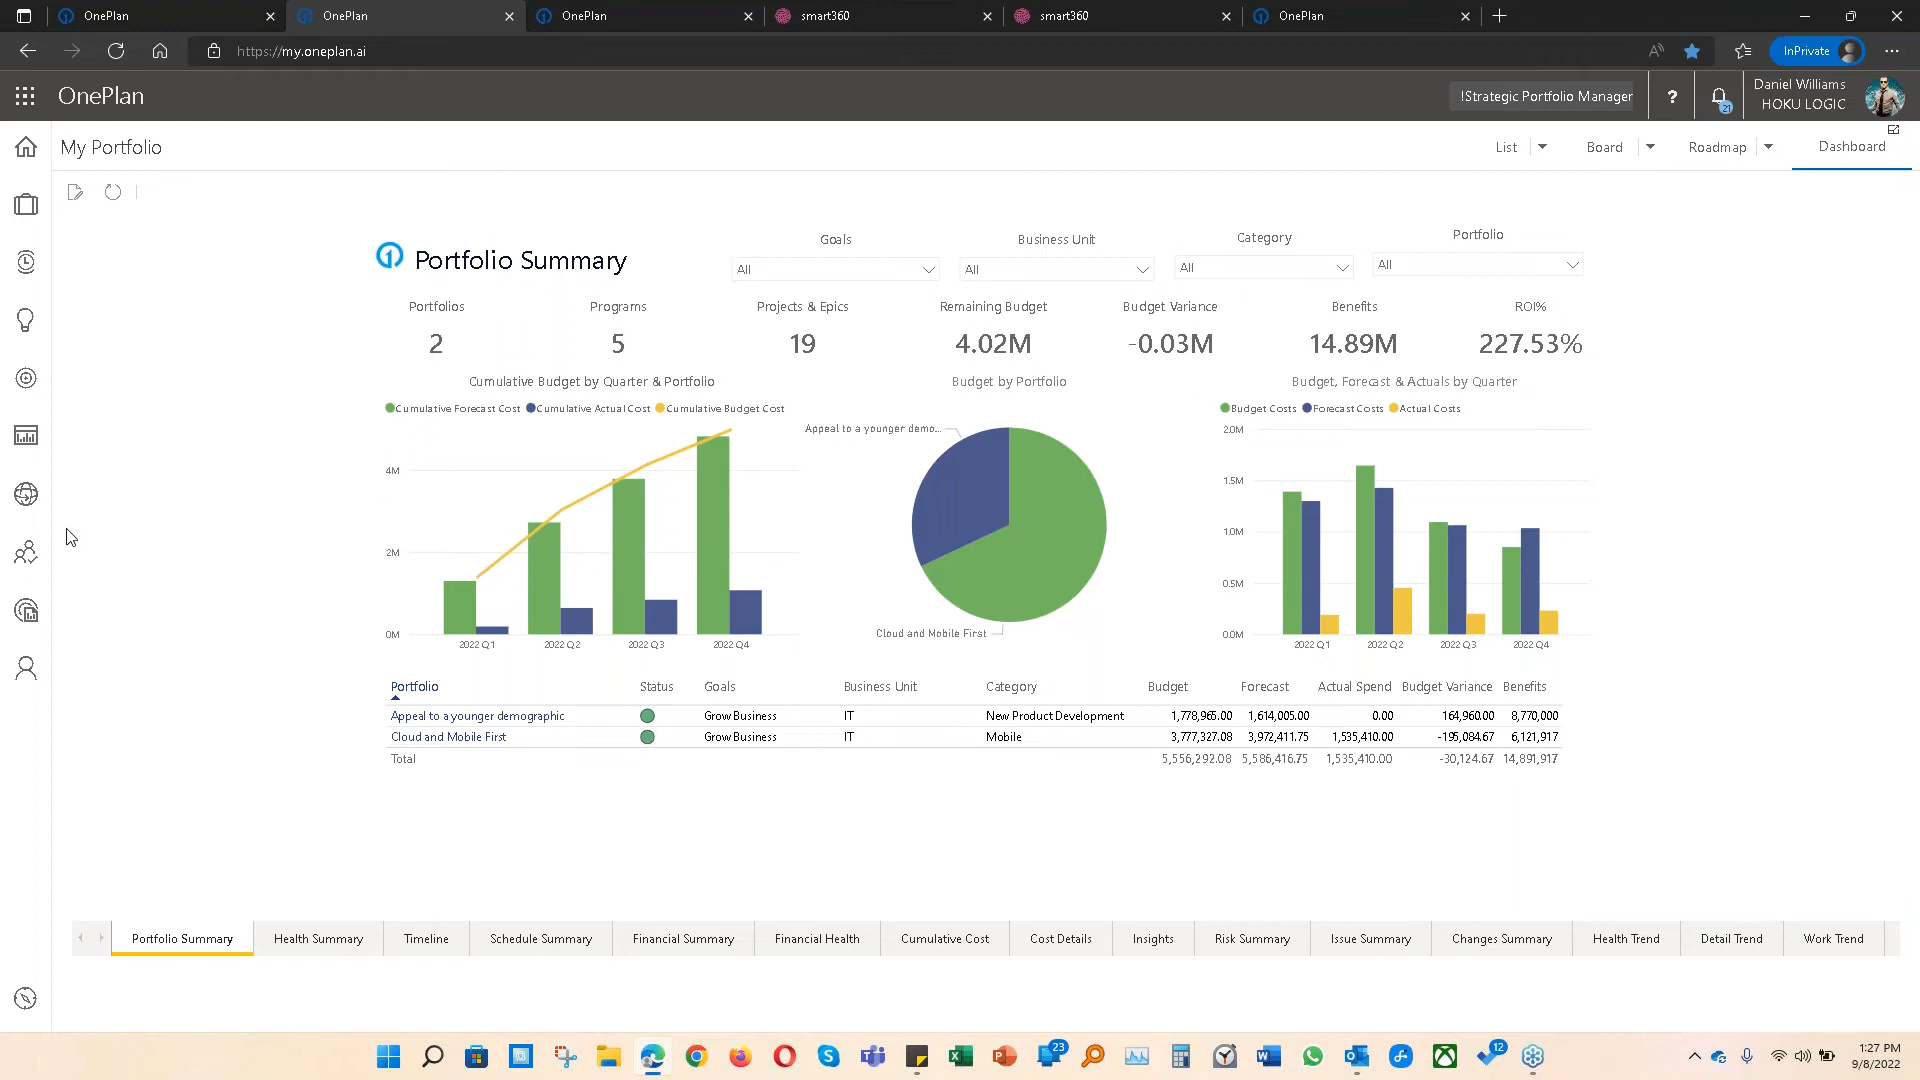 OnePlan OnePlan OnePlan smart360 smart360 OnePlan
https://my.oneplan.ai InPrivate
OnePlan !Strategic Portfolio Manager ? 21 Daniel Williams
HOKU LOGIC
My Portfolio List Board Roadmap Dashboard
Portfolio Summary
Goals Business Unit Category Portfolio
All All All All
Portfolios Programs Projects & Epics Remaining Budget Budget Variance Benefits ROI%
2 5 19 4.02M -0.03M 14.89M 227.53%
Cumulative Budget by Quarter & Portfolio
Cumulative Forecast Cost Cumulative Actual Cost Cumulative Budget Cost
4M
2M
0M
2022 Q1 2022 Q2 2022 Q3 2022 Q4
Budget by Portfolio
Appeal to a younger demo...
Cloud and Mobile First
Budget, Forecast & Actuals by Quarter
Budget Costs Forecast Costs Actual Costs
2.0M
1.5M
1.0M
0.5M
0.0M
2022 Q1 2022 Q2 2022 Q3 2022 Q4
Portfolio Status Goals Business Unit Category Budget Forecast Actual Spend Budget Variance Benefits
Appeal to a younger demographic Grow Business IT New Product Development 1,778,965.00 1,614,005.00 0.00 164,960.00 8,770,000
Cloud and Mobile First Grow Business IT Mobile 3,777,327.08 3,972,411.75 1,535,410.00 -195,084.67 6,121,917
Total 5,556,292.08 5,586,416.75 1,535,410.00 -30,124.67 14,891,917
Portfolio Summary Health Summary Timeline Schedule Summary Financial Summary Financial Health Cumulative Cost Cost Details Insights Risk Summary Issue Summary Changes Summary Health Trend Detail Trend Work Trend
23 12 1:27 PM
9/8/2022